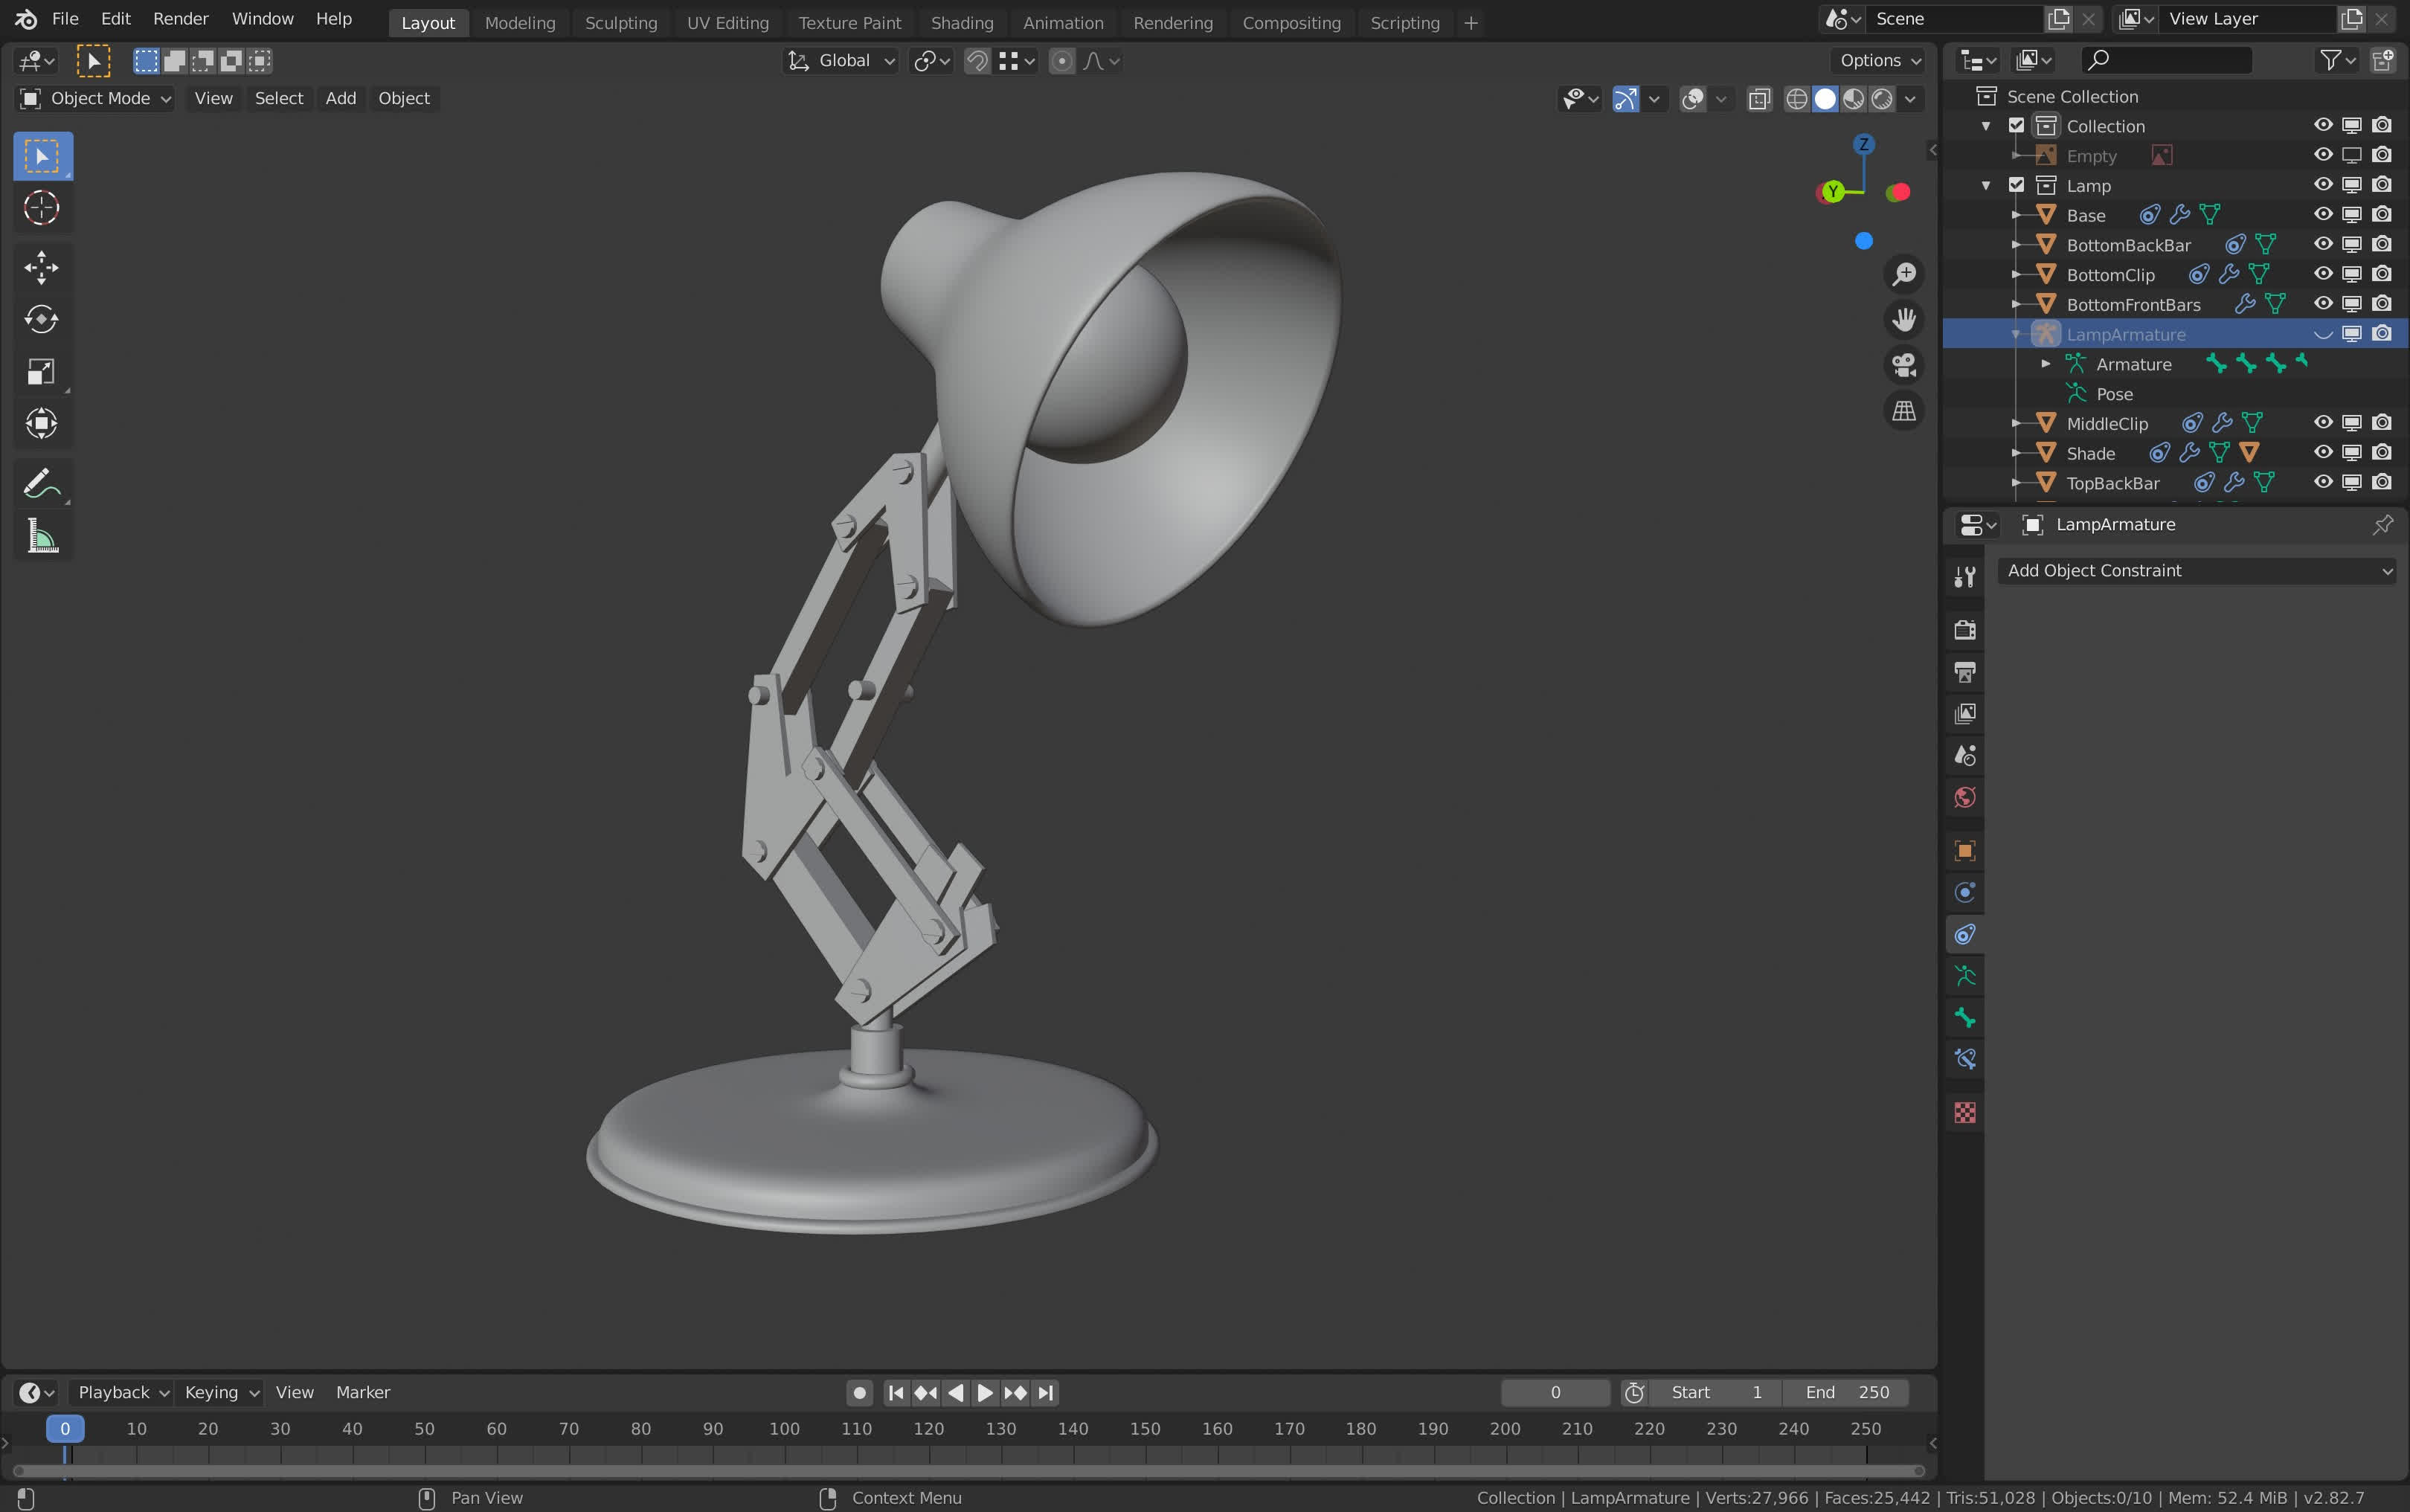 File Edit Render Window Help Layout Modeling Sculpting UV Editing Texture Paint Shading Animation Rendering Compositing Scripting + Scene View Layer
Global Options
Object Mode View Select Add Object
Z
Y
Scene Collection
Collection
Empty
Lamp
Base
BottomBackBar
BottomClip
BottomFrontBars
LampArmature
Armature
Pose
MiddleClip
Shade
TopBackBar
LampArmature
Add Object Constraint
Playback Keying View Marker 0 Start 1 End 250
0 10 20 30 40 50 60 70 80 90 100 110 120 130 140 150 160 170 180 190 200 210 220 230 240 250
Pan View Context Menu Collection | LampArmature | Verts:27,966 | Faces:25,442 | Tris:51,028 | Objects:0/10 | Mem: 52.4 MiB | v2.82.7